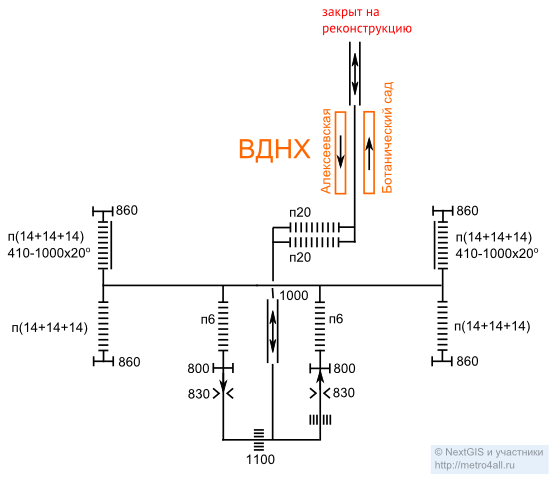 закрыт на
реконструкцию
ВДНХ
Алексеевская
Ботанический сад
860
860
п20
п(14+14+14)
410-1000x20º
п(14+14+14)
410-1000x20º
п20
1000
п(14+14+14)
п6
п6
п(14+14+14)
860
800
800
860
830
830
1100
© NextGIS и участники
http://metro4all.ru